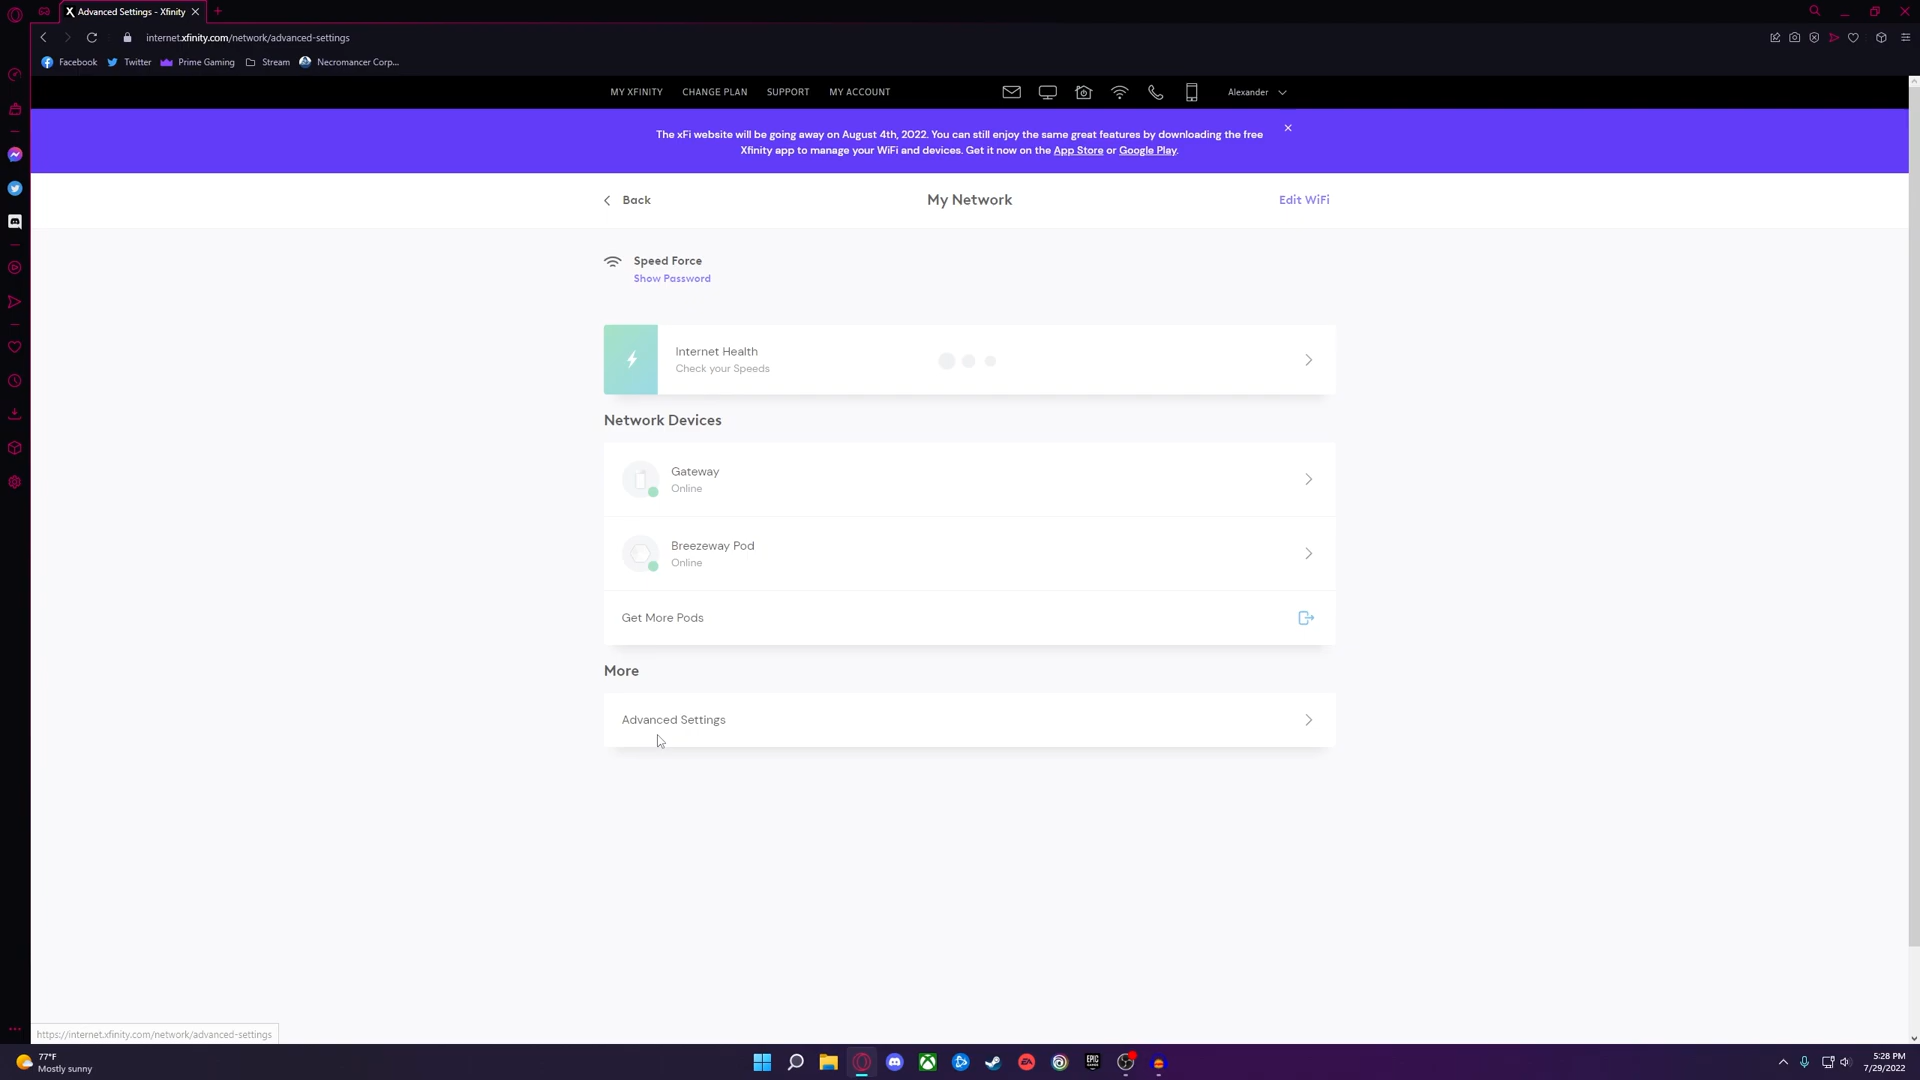 Advanced Settings - Xfinity
internet.xfinity.com/network/advanced-settings
Facebook Twitter Prime Gaming Stream Necromancer Corp...
MY XFINITY CHANGE PLAN SUPPORT MY ACCOUNT Alexander
The xFi website will be going away on August 4th, 2022. You can still enjoy the same great features by downloading the free
Xfinity app to manage your WiFi and devices. Get it now on the App Store or Google Play.
Back My Network Edit WiFi
Speed Force
Show Password
Internet Health
Check your Speeds
Network Devices
Gateway
Online
Breezeway Pod
Online
Get More Pods
More
Advanced Settings
https://internet.xfinity.com/network/advanced-settings
77°F
Mostly sunny
EA
EPIC
5:28 PM
7/29/2022